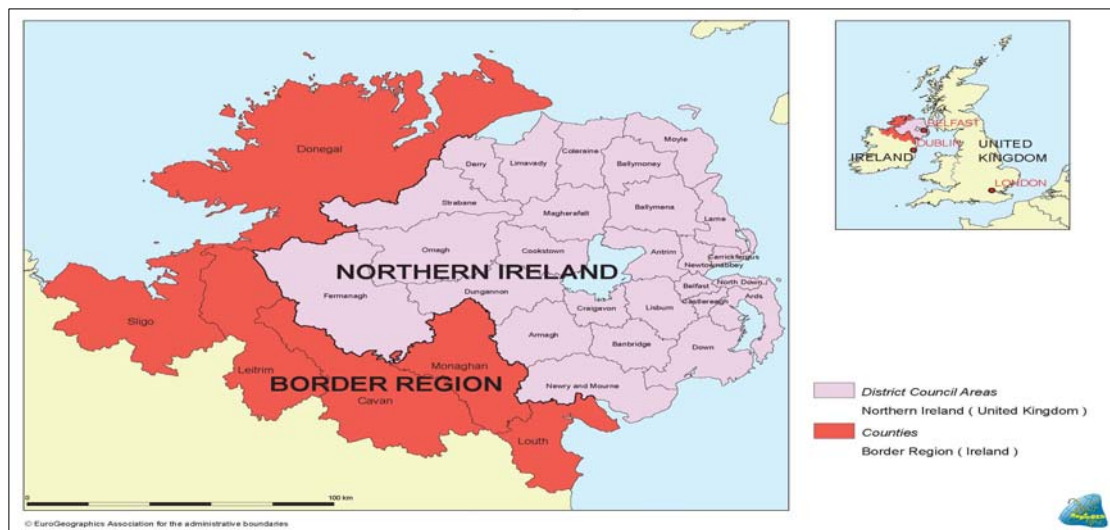 Donegal
Derry
Limavady
Coleraine
Ballymoney
Moyle
Strabane
Magherafelt
Ballymena
Larne
Omagh
Cookstown
Antrim
Carrickfergus
Newtownabbey
NORTHERN IRELAND
Belfast
North Down
Fermanagh
Dungannon
Craigavon
Lisburn
Castlereagh
Ards
Sligo
Armagh
Banbridge
Down
Leitrim
Monaghan
BORDER REGION
Cavan
Newry and Mourne
Louth
0
100 km
© EuroGeographics Association for the administrative boundaries
BELFAST
DUBLIN
IRELAND
UNITED
KINGDOM
LONDON
District Council Areas
Northern Ireland ( United Kingdom )
Counties
Border Region ( Ireland )